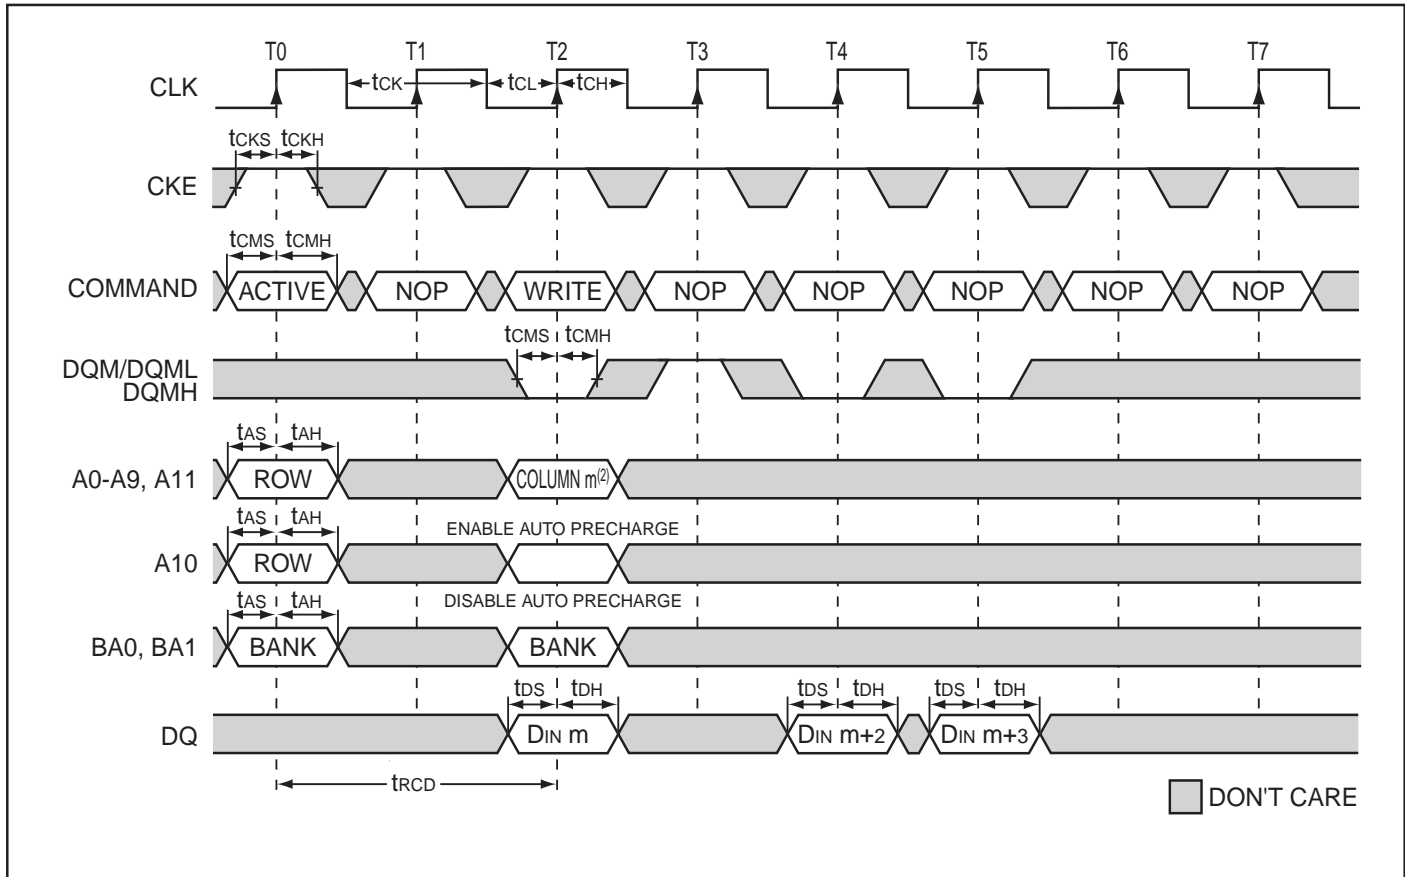 T0 T1 T2 T3 T4 T5 T6 T7
CLK
tCK tCL tCH
tCKS tCKH
CKE
tCMS tCMH
COMMAND ACTIVE NOP WRITE NOP NOP NOP NOP NOP
tCMS tCMH
DQM/DQML
DQMH
tAS tAH
A0-A9, A11 ROW COLUMN m(2)
tAS tAH ENABLE AUTO PRECHARGE
A10 ROW
tAS tAH DISABLE AUTO PRECHARGE
BA0, BA1 BANK BANK
tDS tDH tDS tDH tDS tDH
DQ DIN m DIN m+2 DIN m+3
tRCD
DON'T CARE